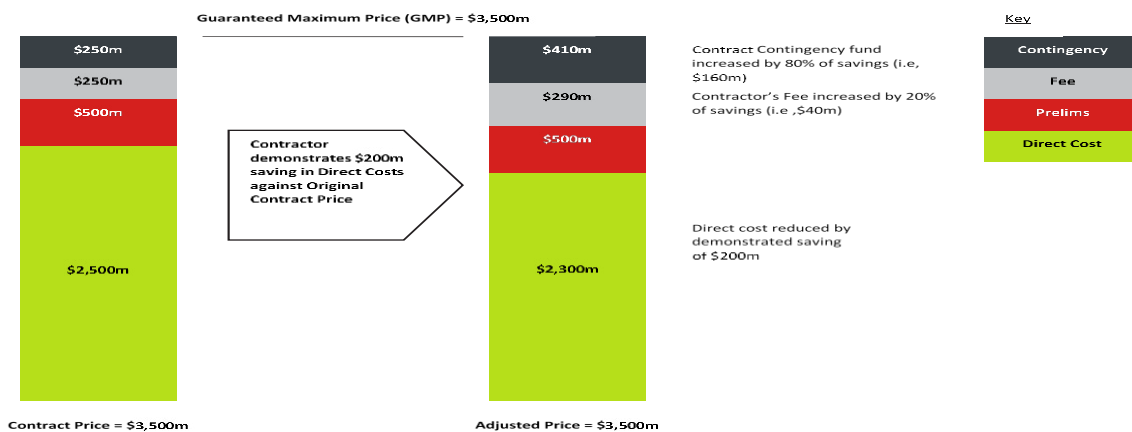 Guaranteed Maximum Price (GMP) = $3,500m
Key
$250m
$250m
$500m
$2,500m
Contract Price = $3,500m
Contractor
demonstrates $200m
saving in Direct Costs
against Original
Contract Price
$410m
$290m
$500m
$2,300m
Adjusted Price = $3,500m
Contract Contingency fund
increased by 80% of savings (i.e,
$160m)
Contractor’s Fee increased by 20%
of savings (i.e ,$40m)
Direct cost reduced by
demonstrated saving
of $200m
Contingency
Fee
Prelims
Direct Cost